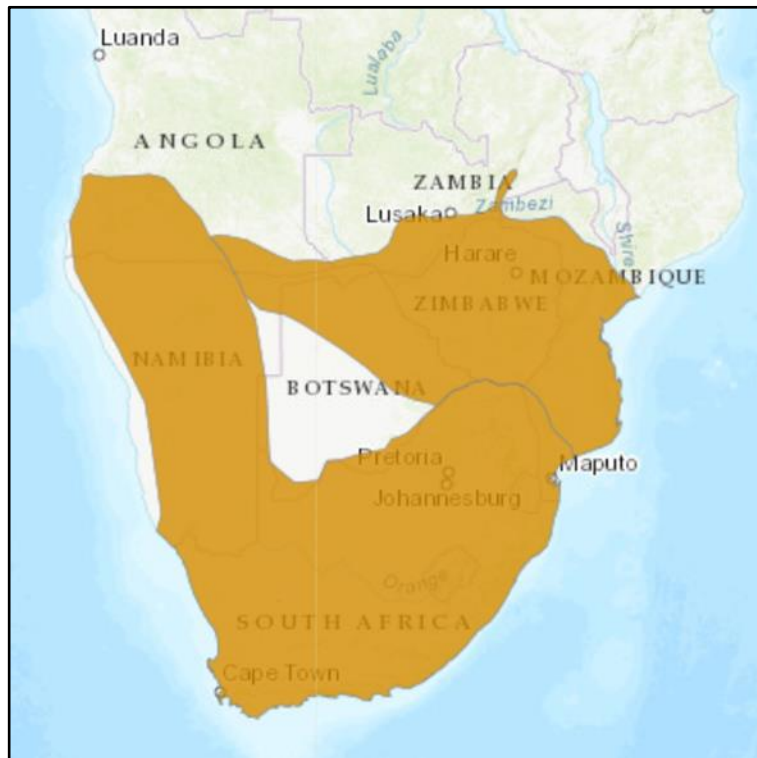 Luanda
Lualaba
ANGOLA
ZAMBIA
Zambezi
Lusaka
Shire
Harare
MOZAMBIQUE
ZIMBABWE
NAMIBIA
BOTSWANA
Pretoria
Maputo
Johannesburg
Orange
SOUTH AFRICA
Cape Town